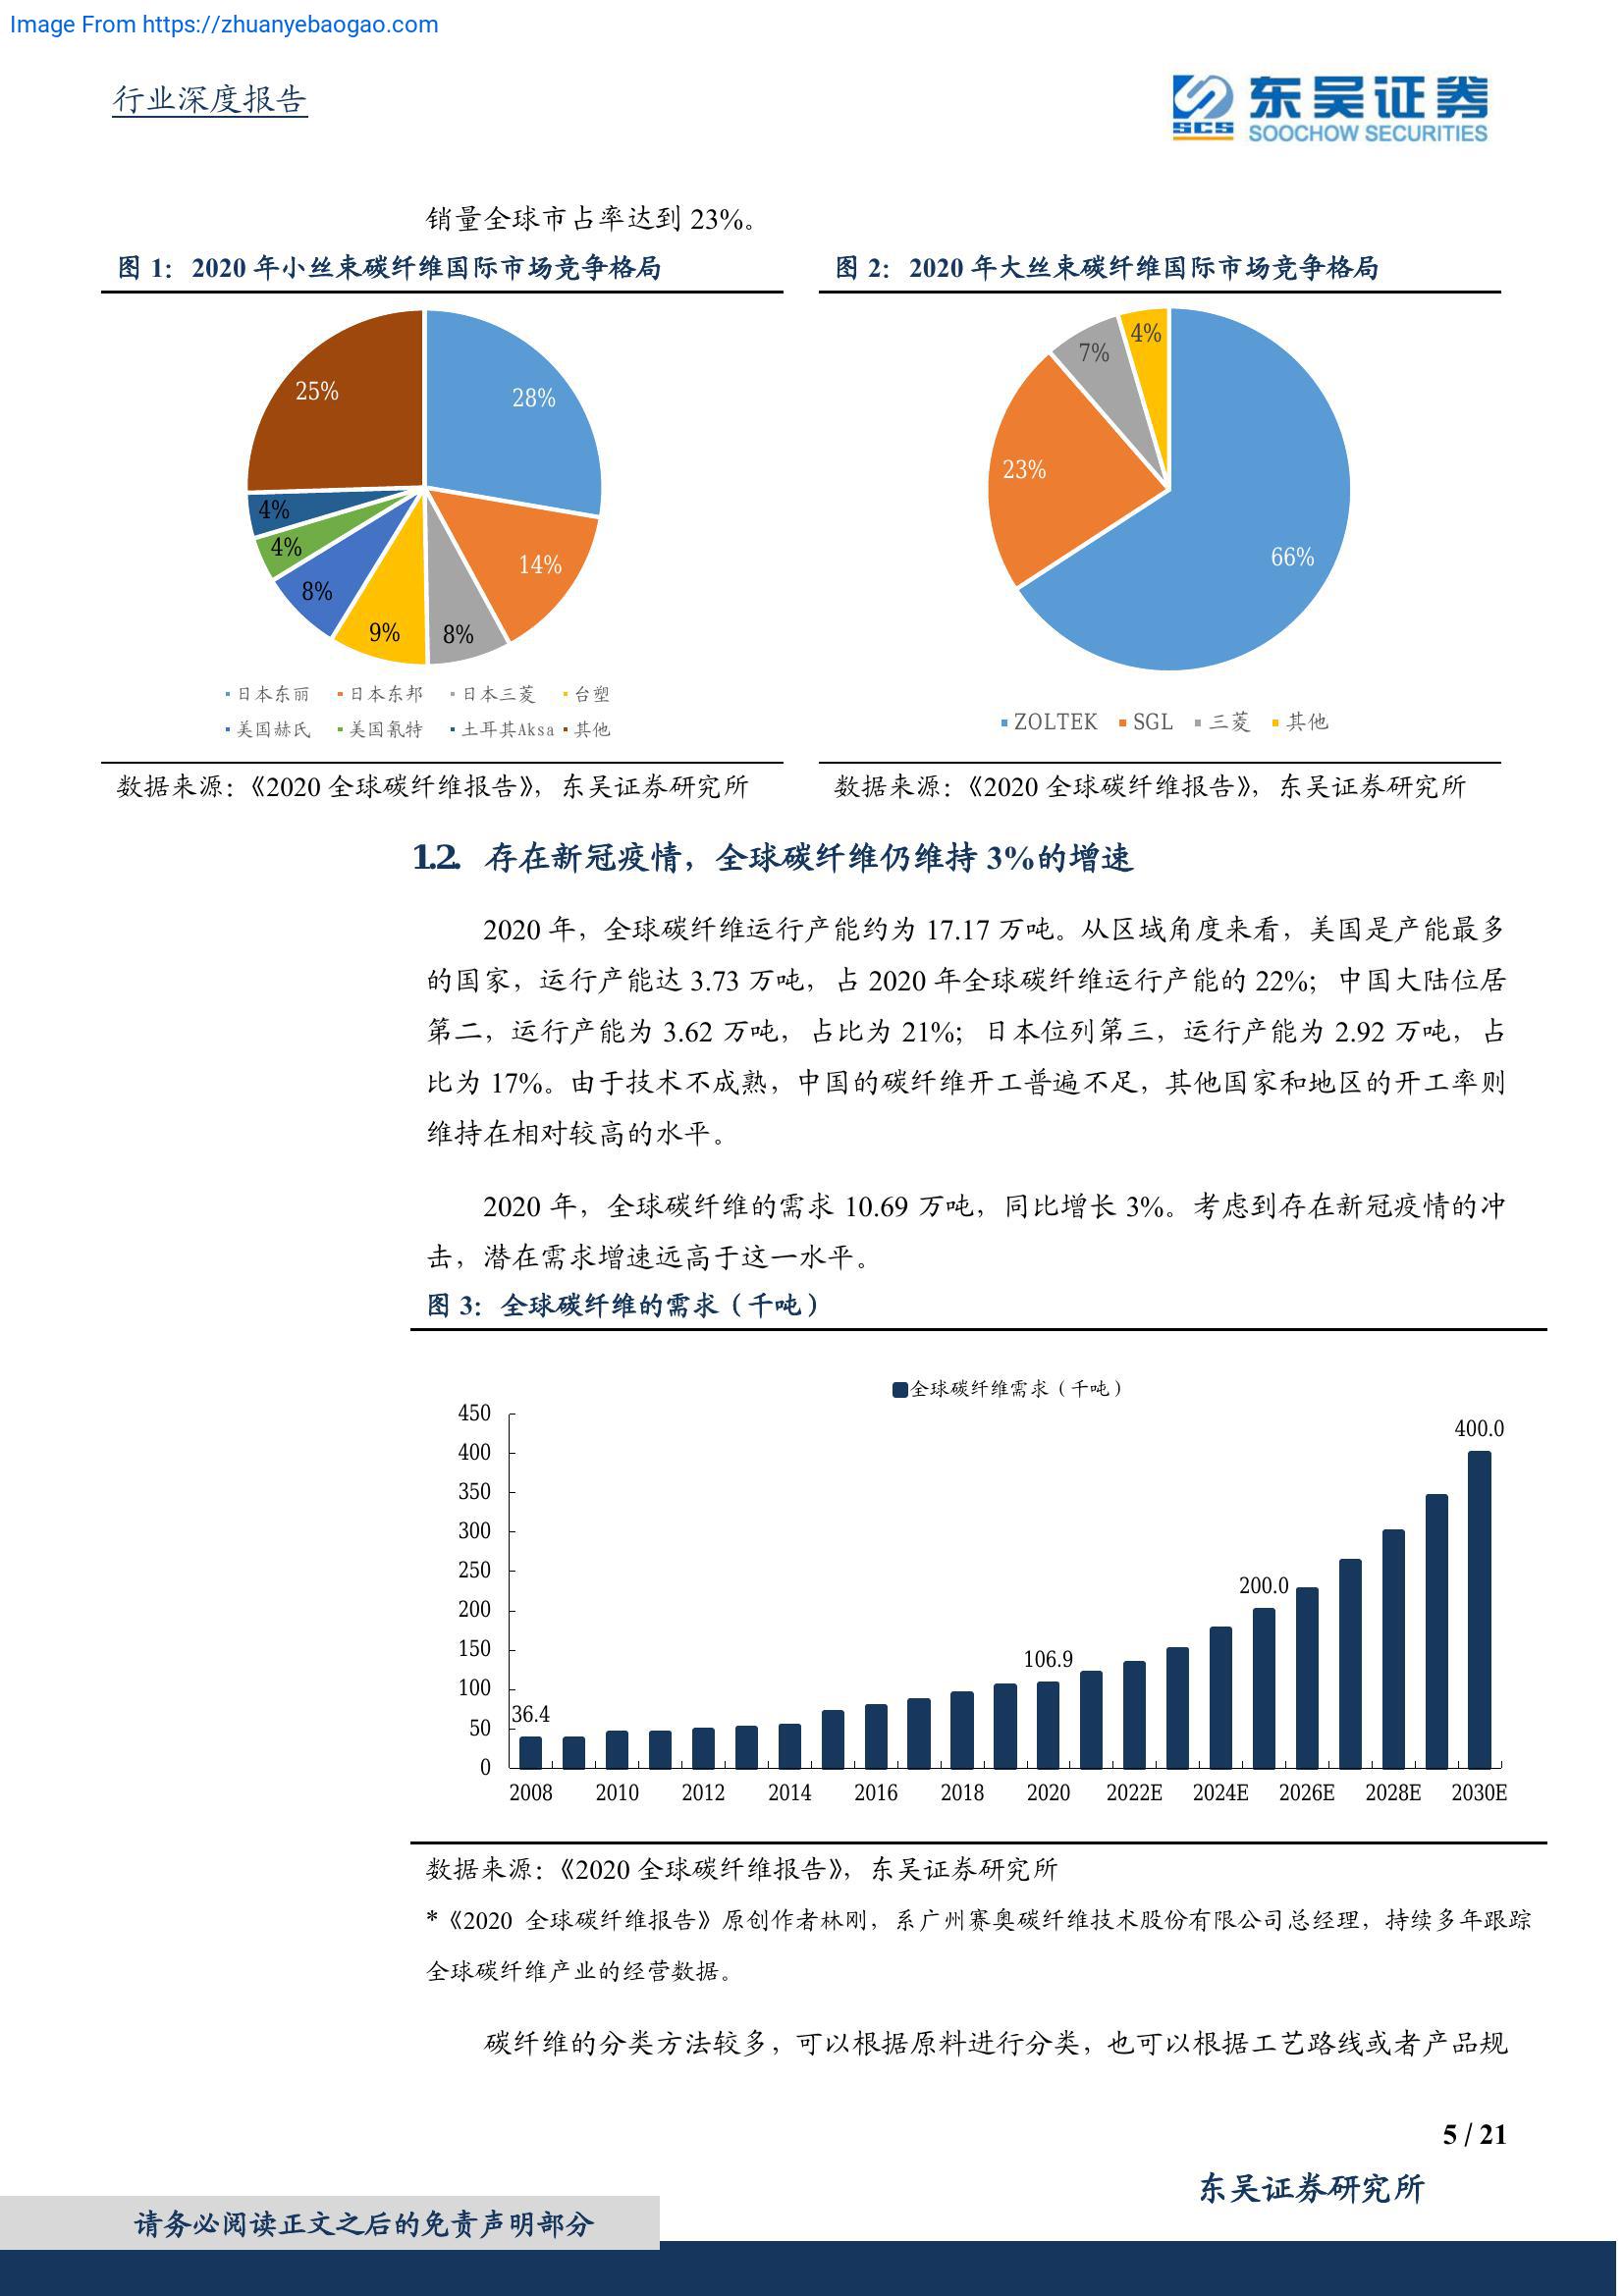 Image From https://zhuanyebaogao.com
行业深度报告
东吴证券
SCS
SOOCHOW SECURITIES
销量全球市占率达到 23%。
图 1：2020 年小丝束碳纤维国际市场竞争格局
图 2：2020 年大丝束碳纤维国际市场竞争格局
25%
28%
4%
4%
14%
8%
9%
8%
日本东丽 日本东邦 日本三菱 台塑
美国赫氏 美国氰特 土耳其Aksa 其他
4%
7%
23%
66%
ZOLTEK SGL 三菱 其他
数据来源：《2020 全球碳纤维报告》，东吴证券研究所
数据来源：《2020 全球碳纤维报告》，东吴证券研究所
1.2. 存在新冠疫情，全球碳纤维仍维持 3%的增速
2020 年，全球碳纤维运行产能约为 17.17 万吨。从区域角度来看，美国是产能最多
的国家，运行产能达 3.73 万吨，占 2020 年全球碳纤维运行产能的 22%；中国大陆位居
第二，运行产能为 3.62 万吨，占比为 21%；日本位列第三，运行产能为 2.92 万吨，占
比为 17%。由于技术不成熟，中国的碳纤维开工普遍不足，其他国家和地区的开工率则
维持在相对较高的水平。
2020 年，全球碳纤维的需求 10.69 万吨，同比增长 3%。考虑到存在新冠疫情的冲
击，潜在需求增速远高于这一水平。
图 3：全球碳纤维的需求（千吨）
全球碳纤维需求（千吨）
450
400
350
300
250
200
150
100
50
0
36.4
106.9
200.0
400.0
2008 2010 2012 2014 2016 2018 2020 2022E 2024E 2026E 2028E 2030E
数据来源：《2020 全球碳纤维报告》，东吴证券研究所
*《2020 全球碳纤维报告》原创作者林刚，系广州赛奥碳纤维技术股份有限公司总经理，持续多年跟踪
全球碳纤维产业的经营数据。
碳纤维的分类方法较多，可以根据原料进行分类，也可以根据工艺路线或者产品规
5 / 21
东吴证券研究所
请务必阅读正文之后的免责声明部分